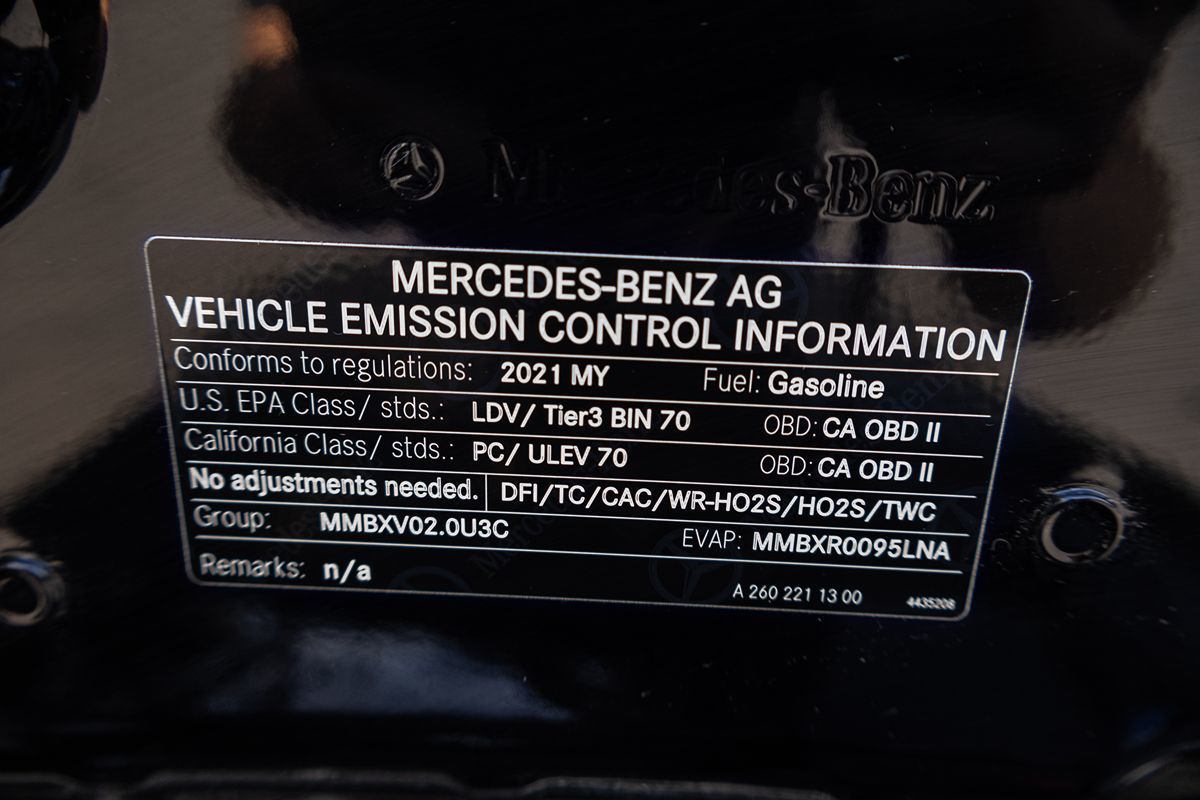 Mercedes-Benz
MERCEDES-BENZ AG
VEHICLE EMISSION CONTROL INFORMATION
Conforms to regulations: 2021 MY Fuel: Gasoline
U.S. EPA Class/ stds.: LDV/ Tier3 BIN 70 OBD: CA OBD II
California Class/ stds.: PC/ ULEV 70 OBD: CA OBD II
No adjustments needed. DFI/TC/CAC/WR-HO2S/HO2S/TWC
Group: MMBXV02.0U3C EVAP: MMBXR0095LNA
Remarks: n/a
A 260 221 13 00 4435208